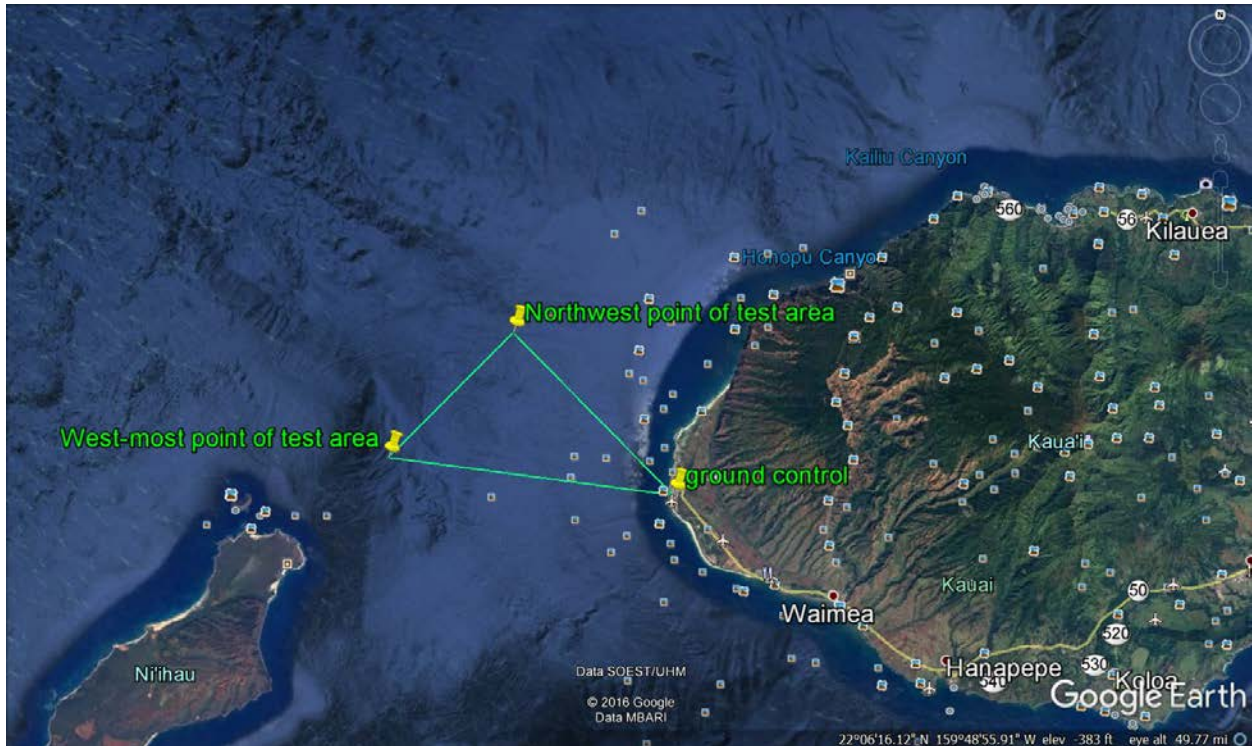 N
Kailiu Canyon
560
56
Kilauea
Honopu Canyo
Northwest point of test area
West-most point of test area
Kaua'i
ground control
Kauai
50
Waimea
520
Ni'ihau
Data SOEST/UHM
Hanapepe
530
Koloa
540
© 2016 Google
Data MBARI
Google Earth
22°06'16.12" N 159°48'55.91" W elev -383 ft eye alt 49.77 mi